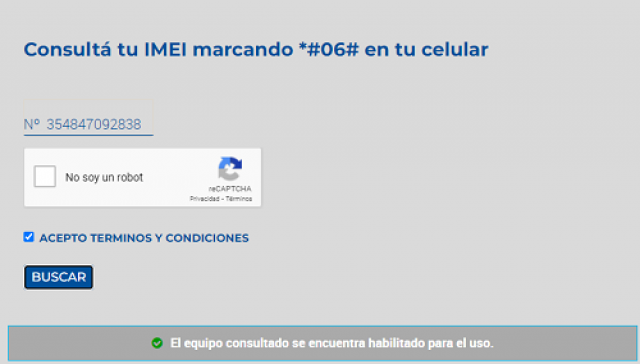 Consultá tu IMEI marcando *#06# en tu celular
Nº 354847092838
No soy un robot
reCAPTCHA
Privacidad - Términos
ACEPTO TERMINOS Y CONDICIONES
BUSCAR
El equipo consultado se encuentra habilitado para el uso.